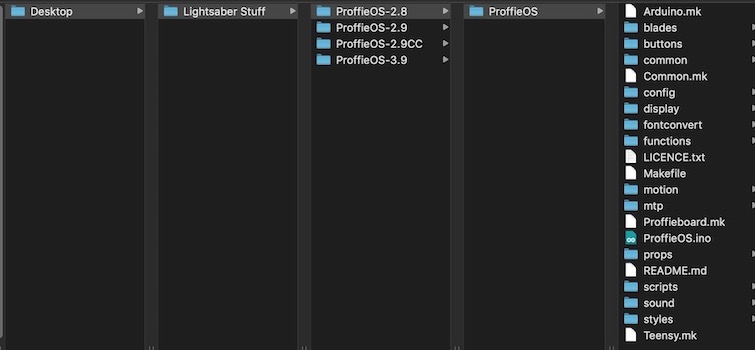 Desktop
Lightsaber Stuff
ProffieOS-2.8
ProffieOS-2.9
ProffieOS-2.9CC
ProffieOS-3.9
ProffieOS
Arduino.mk
blades
buttons
common
Common.mk
config
display
fontconvert
functions
LICENCE.txt
Makefile
motion
mtp
Proffieboard.mk
ProffieOS.ino
props
README.md
scripts
sound
styles
Teensy.mk